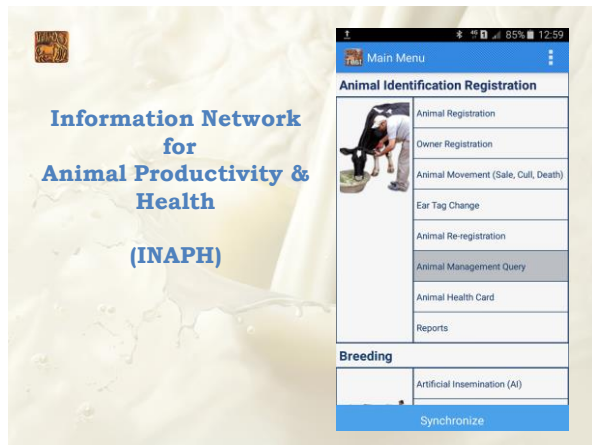 Information Network
for
Animal Productivity &
Health
(INAPH)
4G 85% 12:59
Test Main Menu
Animal Identification Registration
Animal Registration
Owner Registration
Animal Movement (Sale, Cull, Death)
Ear Tag Change
Animal Re-registration
Animal Management Query
Animal Health Card
Reports
Breeding
Artificial Insemination (AI)
Synchronize